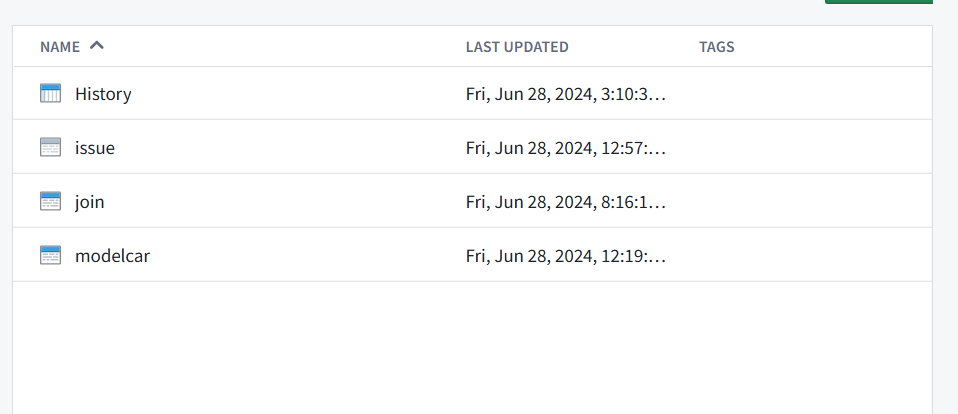 NAME LAST UPDATED TAGS
History Fri, Jun 28, 2024, 3:10:3…
issue Fri, Jun 28, 2024, 12:57:…
join Fri, Jun 28, 2024, 8:16:1…
modelcar Fri, Jun 28, 2024, 12:19:…